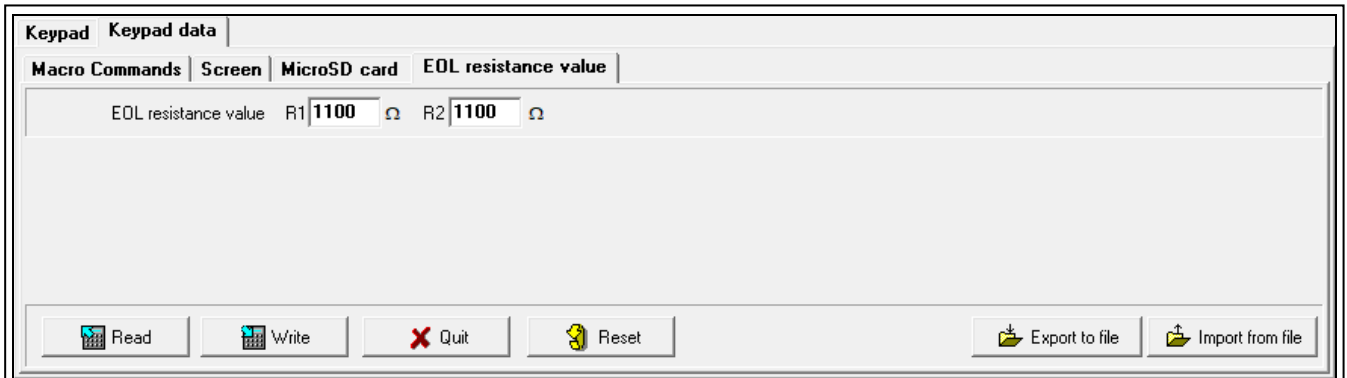 Keypad Keypad data
Macro Commands Screen MicroSD card EOL resistance value
EOL resistance value R1 1100 Ω R2 1100 Ω
Read Write Quit Reset Export to file Import from file